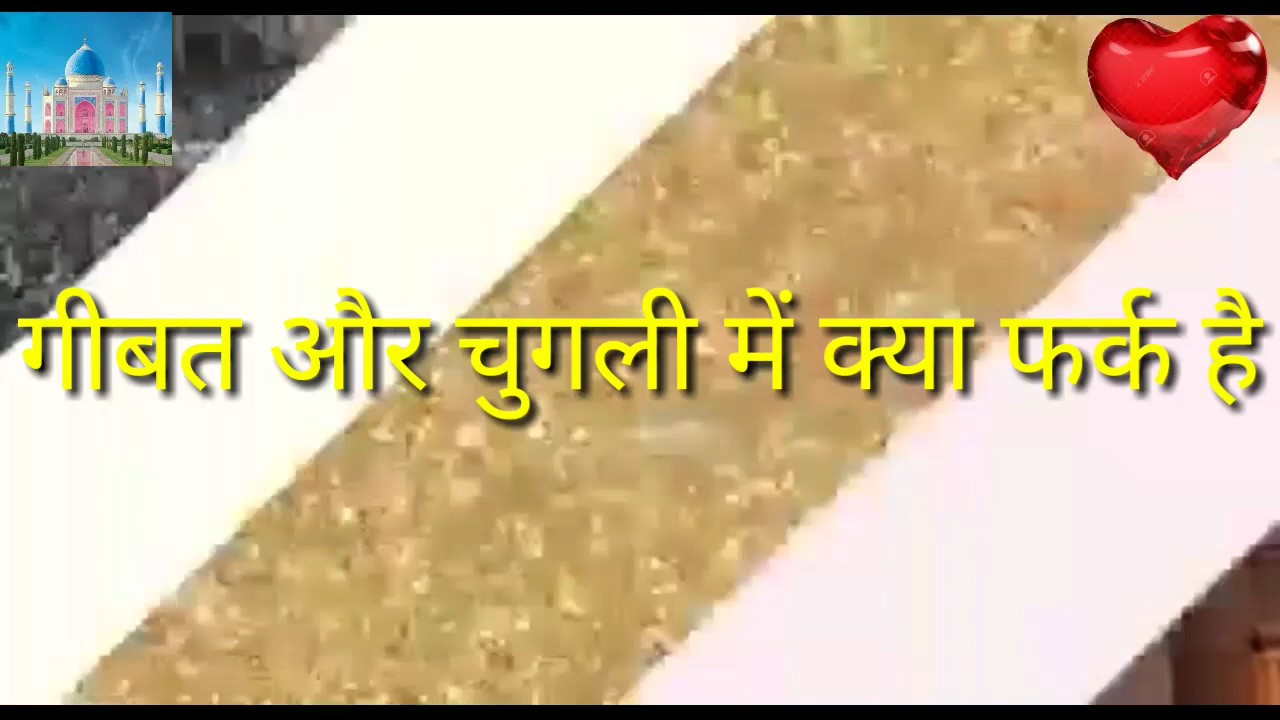 गीबत और चुगली में क्या फर्क है